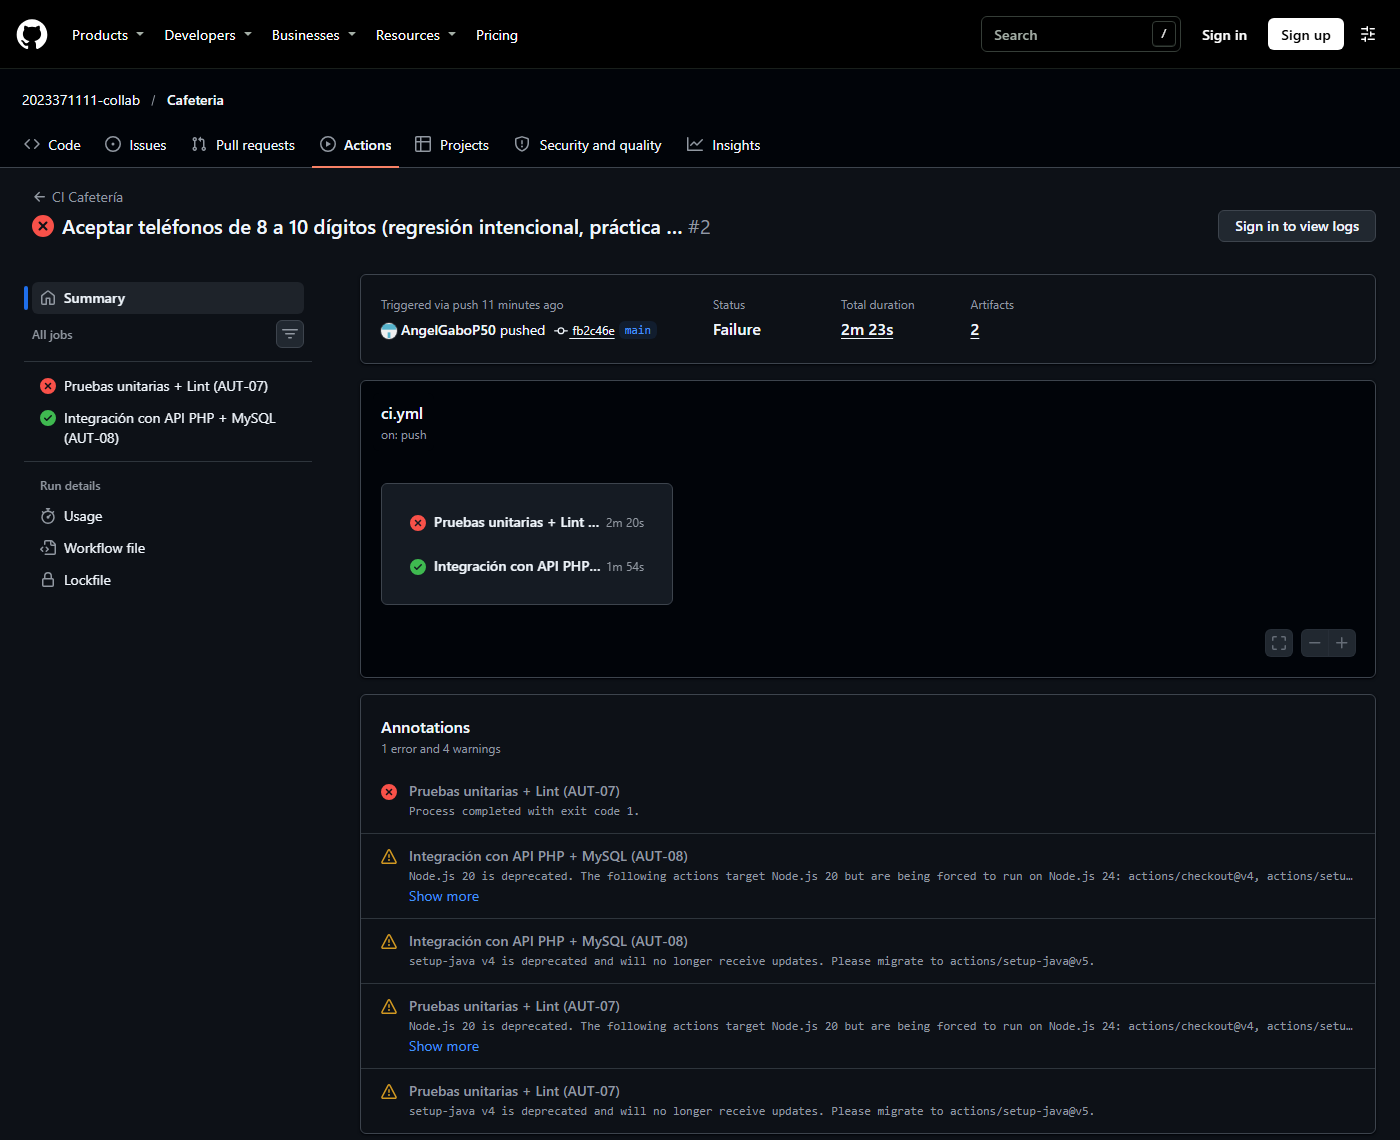 Products Developers Businesses Resources Pricing
Search / Sign in Sign up
2023371111-collab / Cafeteria
Code Issues Pull requests Actions Projects Security and quality Insights
CI Cafetería
Aceptar teléfonos de 8 a 10 dígitos (regresión intencional, práctica ... #2
Sign in to view logs
Summary
All jobs
Pruebas unitarias + Lint (AUT-07)
Integración con API PHP + MySQL
(AUT-08)
Run details
Usage
Workflow file
Lockfile
Triggered via push 11 minutes ago
AngelGaboP50 pushed fb2c46e main
Status
Failure
Total duration
2m 23s
Artifacts
2
ci.yml
on: push
Pruebas unitarias + Lint ... 2m 20s
Integración con API PHP... 1m 54s
Annotations
1 error and 4 warnings
Pruebas unitarias + Lint (AUT-07)
Process completed with exit code 1.
Integración con API PHP + MySQL (AUT-08)
Node.js 20 is deprecated. The following actions target Node.js 20 but are being forced to run on Node.js 24: actions/checkout@v4, actions/setu…
Show more
Integración con API PHP + MySQL (AUT-08)
setup-java v4 is deprecated and will no longer receive updates. Please migrate to actions/setup-java@v5.
Pruebas unitarias + Lint (AUT-07)
Node.js 20 is deprecated. The following actions target Node.js 20 but are being forced to run on Node.js 24: actions/checkout@v4, actions/setu…
Show more
Pruebas unitarias + Lint (AUT-07)
setup-java v4 is deprecated and will no longer receive updates. Please migrate to actions/setup-java@v5.